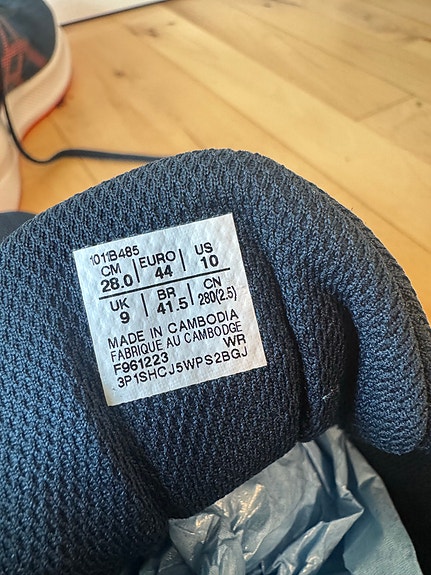 1011B485
CM | EURO | US
28.0 | 44 | 10
UK | BR | CN
9 | 41.5 | 280(2.5)
MADE IN CAMBODIA
FABRIQUE AU CAMBODGE
F961223 WR
3P1SHCJ5WPS2BGJ